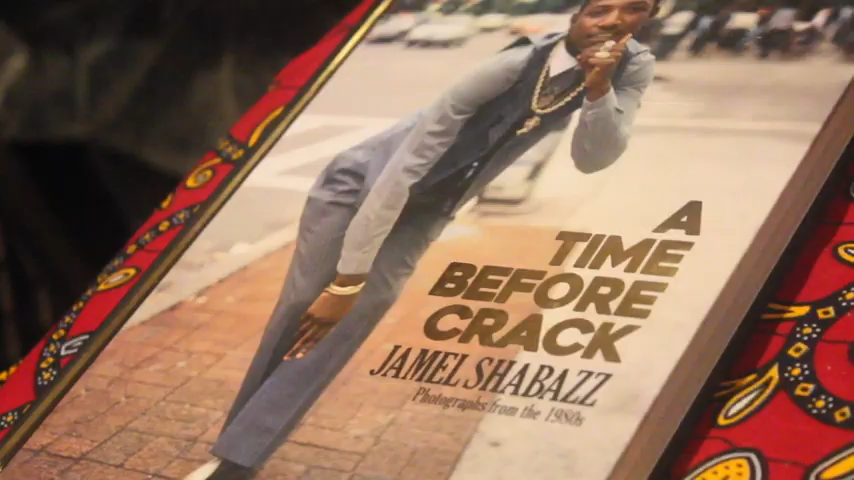 A
TIME
BEFORE
CRACK
JAMEL SHABAZZ
Photographs from the 1980s